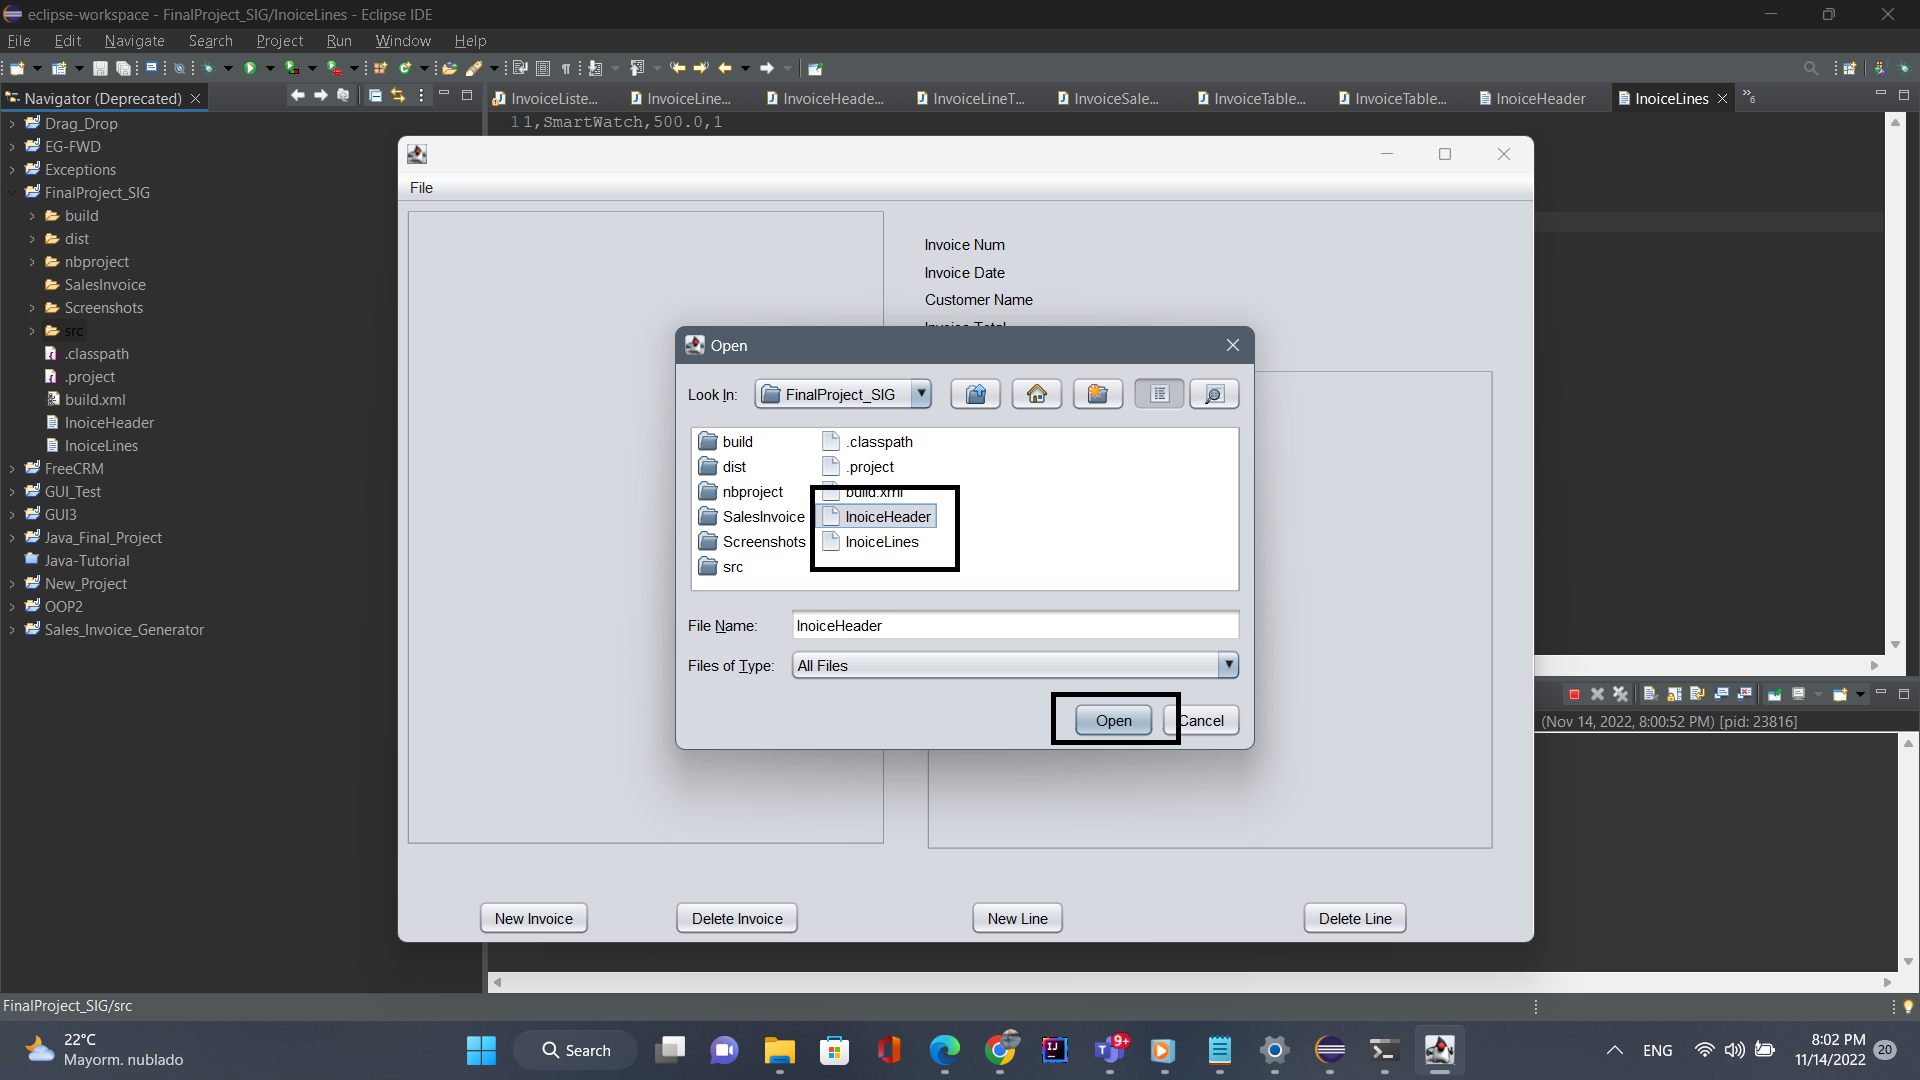 eclipse-workspace - FinalProject_SIG/InoiceLines - Eclipse IDE
File Edit Navigate Search Project Run Window Help
Navigator (Deprecated)
InvoiceListe... InvoiceLine... InvoiceHeade... InvoiceLineT... InvoiceSale... InvoiceTable... InvoiceTable... InoiceHeader InoiceLines »6
Drag_Drop
EG-FWD
Exceptions
FinalProject_SIG
build
dist
nbproject
SalesInvoice
Screenshots
src
.classpath
.project
build.xml
InoiceHeader
InoiceLines
FreeCRM
GUI_Test
GUI3
Java_Final_Project
Java-Tutorial
New_Project
OOP2
Sales_Invoice_Generator
1 1,SmartWatch,500.0,1
File
Invoice Num
Invoice Date
Customer Name
Invoice Total
Open
Look In: FinalProject_SIG
build .classpath
dist .project
nbproject build.xml
SalesInvoice InoiceHeader
Screenshots InoiceLines
src
File Name: InoiceHeader
Files of Type: All Files
Open Cancel
New Invoice Delete Invoice New Line Delete Line
(Nov 14, 2022, 8:00:52 PM) [pid: 23816]
FinalProject_SIG/src
22°C
Mayorm. nublado
Search
9+
ENG
8:02 PM
11/14/2022
20